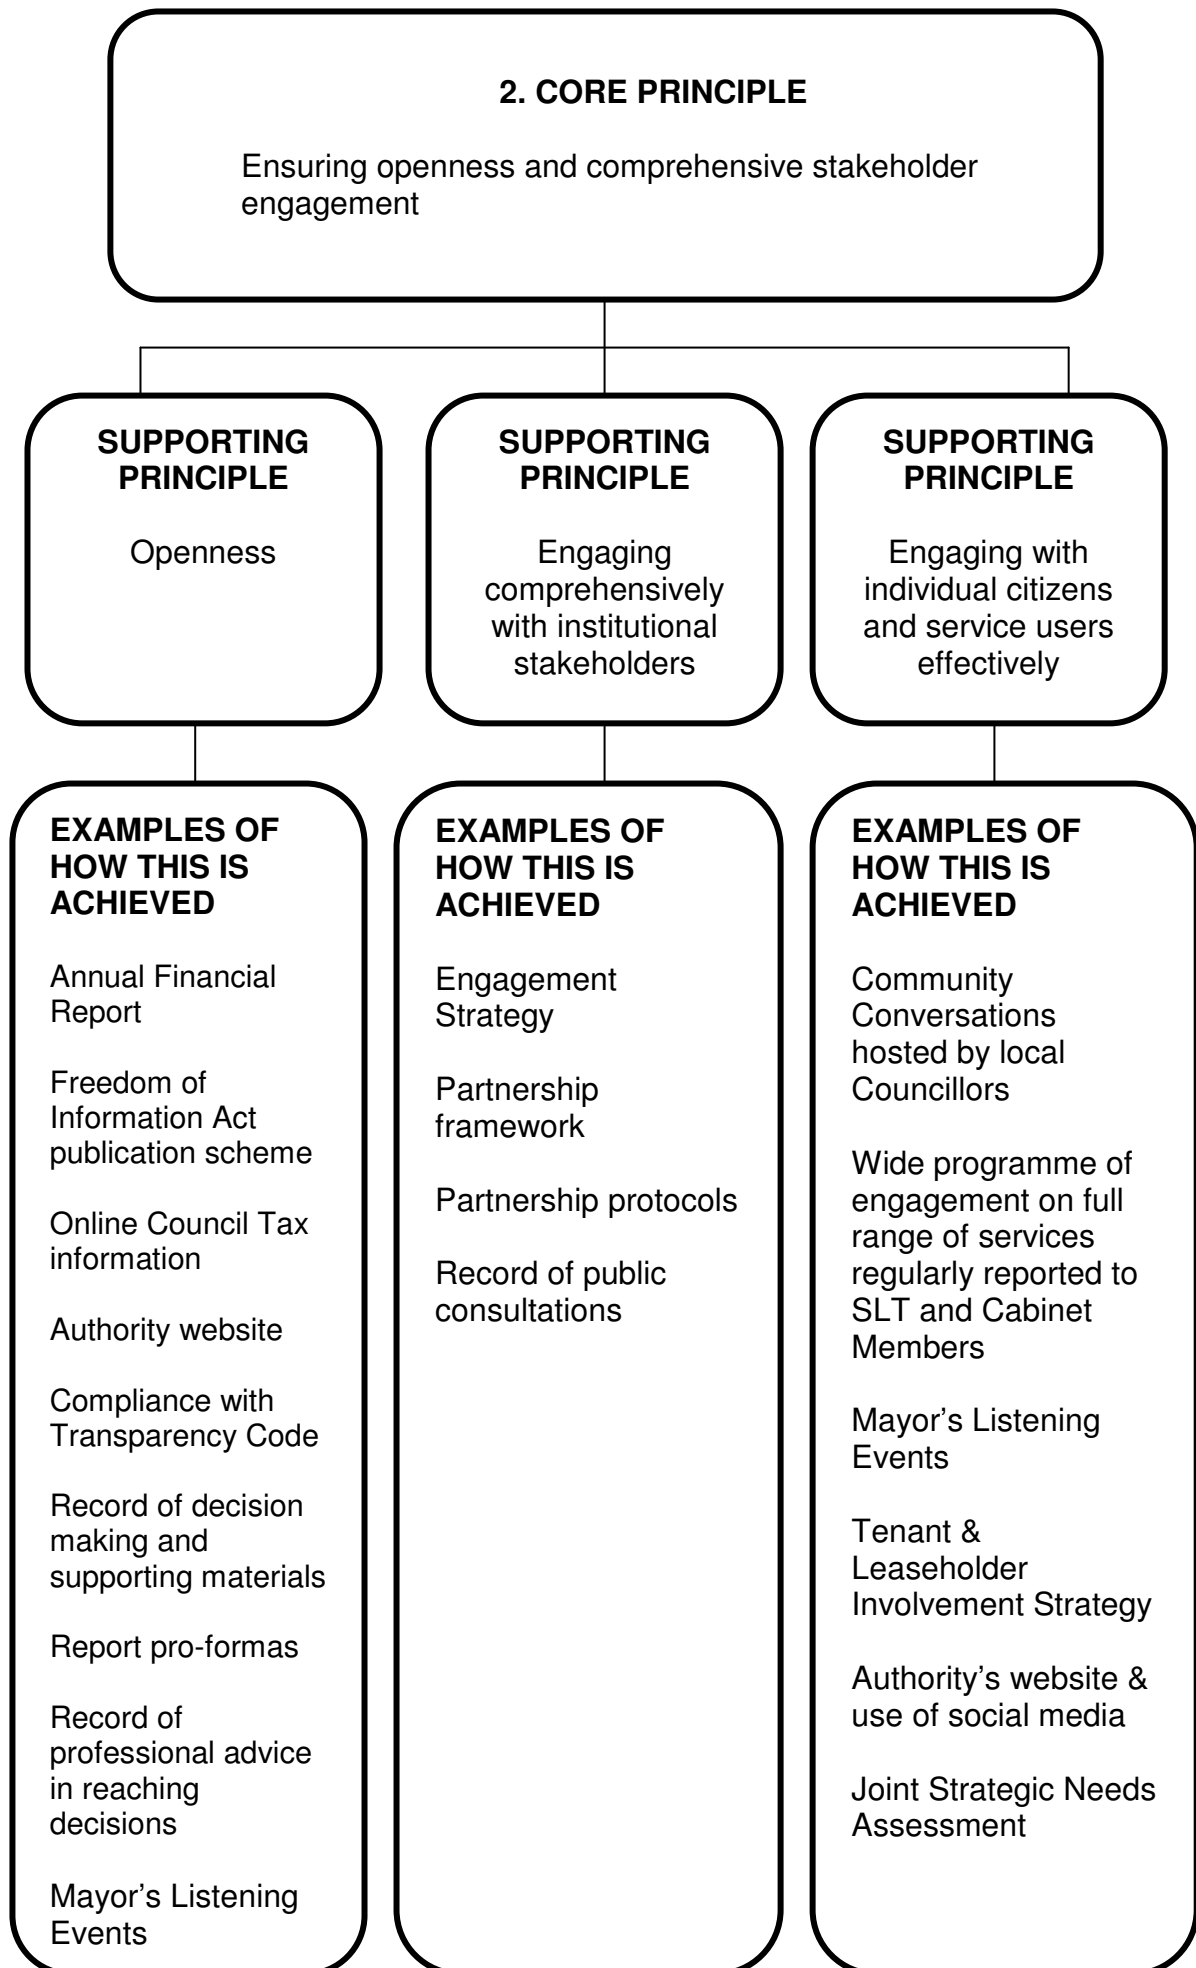 2. CORE PRINCIPLE
Ensuring openness and comprehensive stakeholder
engagement
SUPPORTING
PRINCIPLE
Openness
SUPPORTING
PRINCIPLE
Engaging
comprehensively
with institutional
stakeholders
SUPPORTING
PRINCIPLE
Engaging with
individual citizens
and service users
effectively
EXAMPLES OF
HOW THIS IS
ACHIEVED
Annual Financial
Report
Freedom of
Information Act
publication scheme
Online Council Tax
information
Authority website
Compliance with
Transparency Code
Record of decision
making and
supporting materials
Report pro-formas
Record of
professional advice
in reaching
decisions
Mayor’s Listening
Events
EXAMPLES OF
HOW THIS IS
ACHIEVED
Engagement
Strategy
Partnership
framework
Partnership protocols
Record of public
consultations
EXAMPLES OF
HOW THIS IS
ACHIEVED
Community
Conversations
hosted by local
Councillors
Wide programme of
engagement on full
range of services
regularly reported to
SLT and Cabinet
Members
Mayor’s Listening
Events
Tenant &
Leaseholder
Involvement Strategy
Authority’s website &
use of social media
Joint Strategic Needs
Assessment